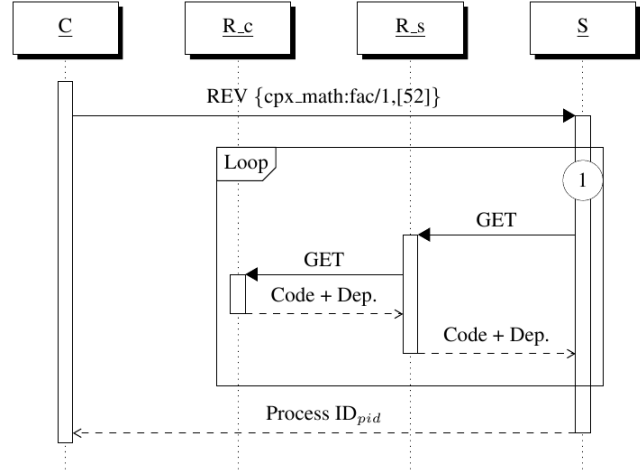 C
R_c
R_s
S
REV {cpx_math:fac/1,[52]}
Loop
1
GET
GET
Code + Dep.
Code + Dep.
Process ID_pid